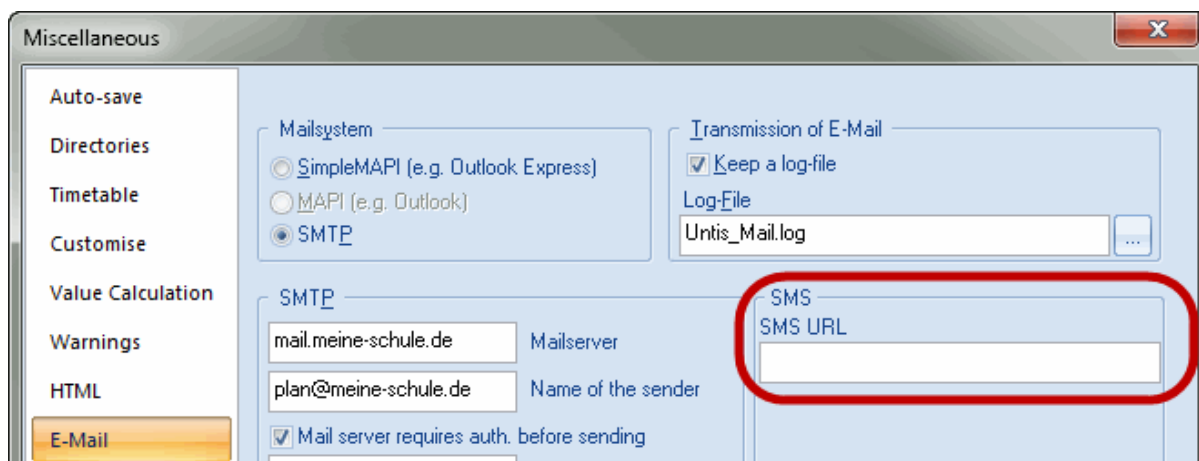 Miscellaneous
Auto-save
Directories
Timetable
Customise
Value Calculation
Warnings
HTML
E-Mail
Mailsystem
SimpleMAPI (e.g. Outlook Express)
MAPI (e.g. Outlook)
SMTP
Transmission of E-Mail
Keep a log-file
Log-File
Untis_Mail.log
...
SMTP
mail.meine-schule.de Mailserver
plan@meine-schule.de Name of the sender
Mail server requires auth. before sending
SMS
SMS URL